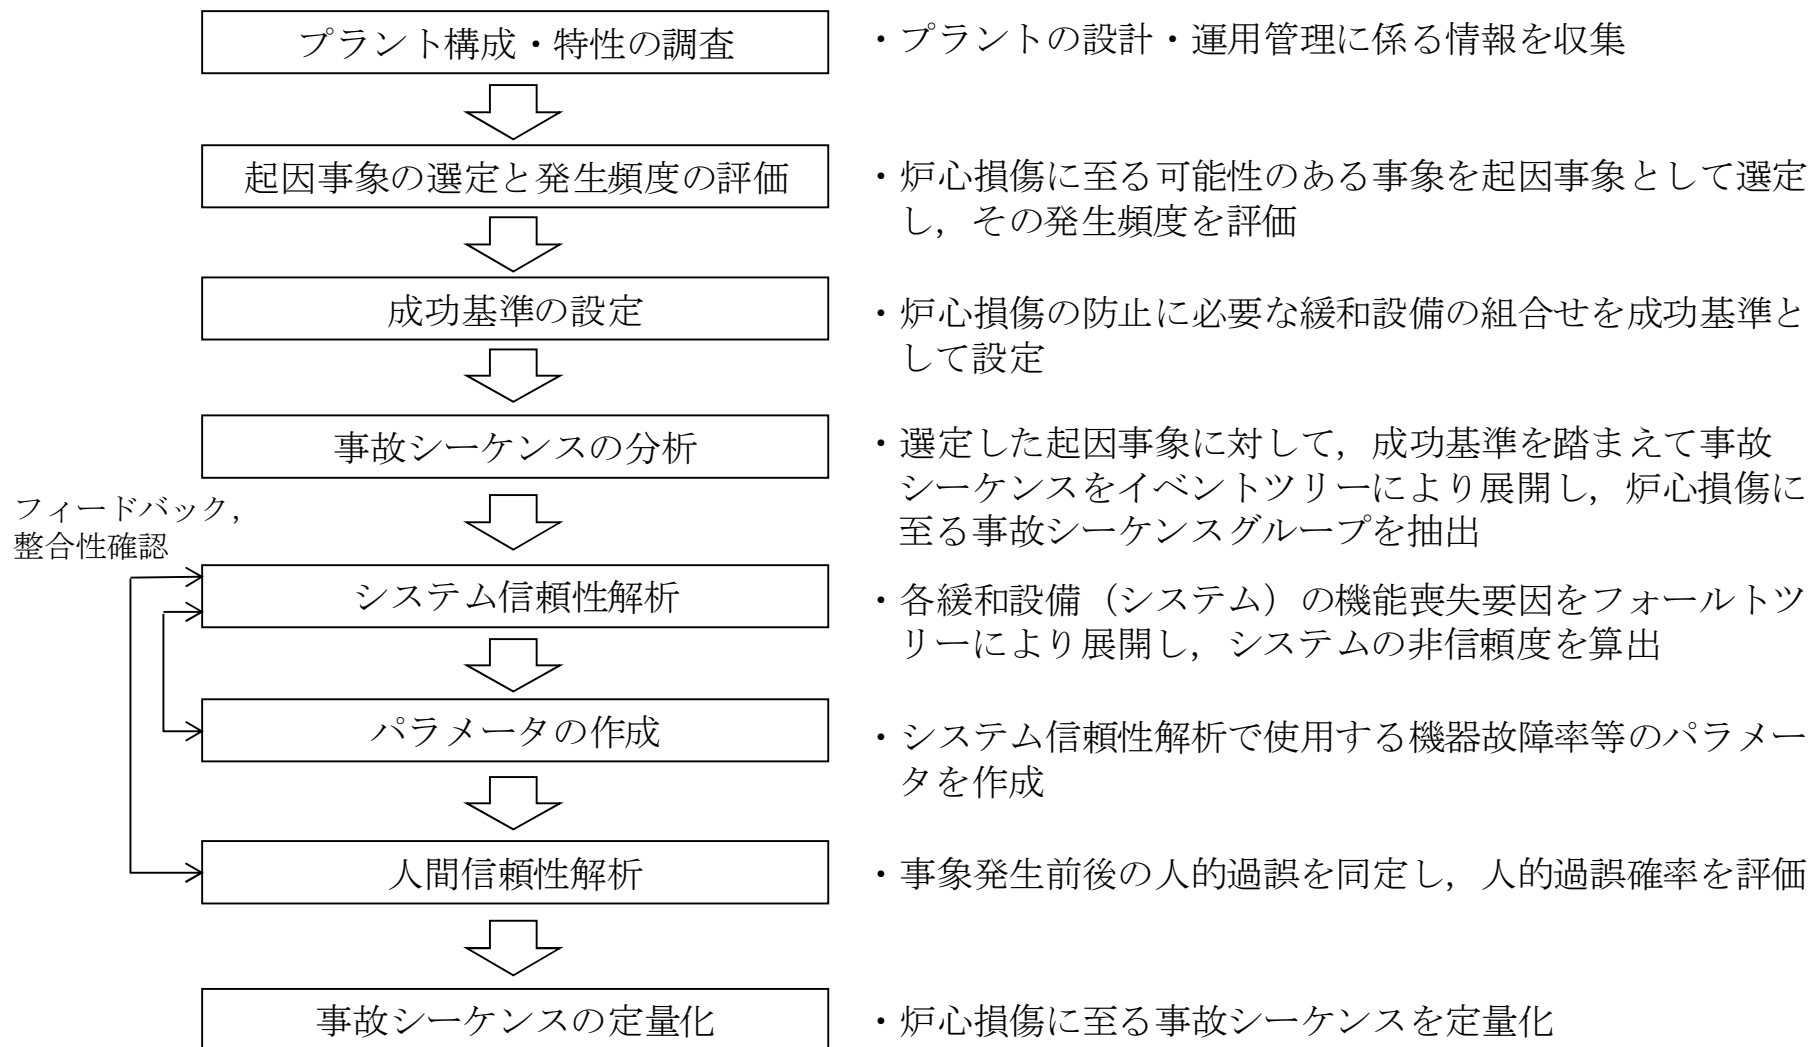 プラント構成・特性の調査
・プラントの設計・運用管理に係る情報を収集
起因事象の選定と発生頻度の評価
・炉心損傷に至る可能性のある事象を起因事象として選定
し，その発生頻度を評価
成功基準の設定
・炉心損傷の防止に必要な緩和設備の組合せを成功基準と
して設定
事故シーケンスの分析
・選定した起因事象に対して，成功基準を踏まえて事故
シーケンスをイベントツリーにより展開し，炉心損傷に
至る事故シーケンスグループを抽出
フィードバック，
整合性確認
システム信頼性解析
・各緩和設備（システム）の機能喪失要因をフォールトツ
リーにより展開し，システムの非信頼度を算出
パラメータの作成
・システム信頼性解析で使用する機器故障率等のパラメー
タを作成
人間信頼性解析
・事象発生前後の人的過誤を同定し，人的過誤確率を評価
事故シーケンスの定量化
・炉心損傷に至る事故シーケンスを定量化